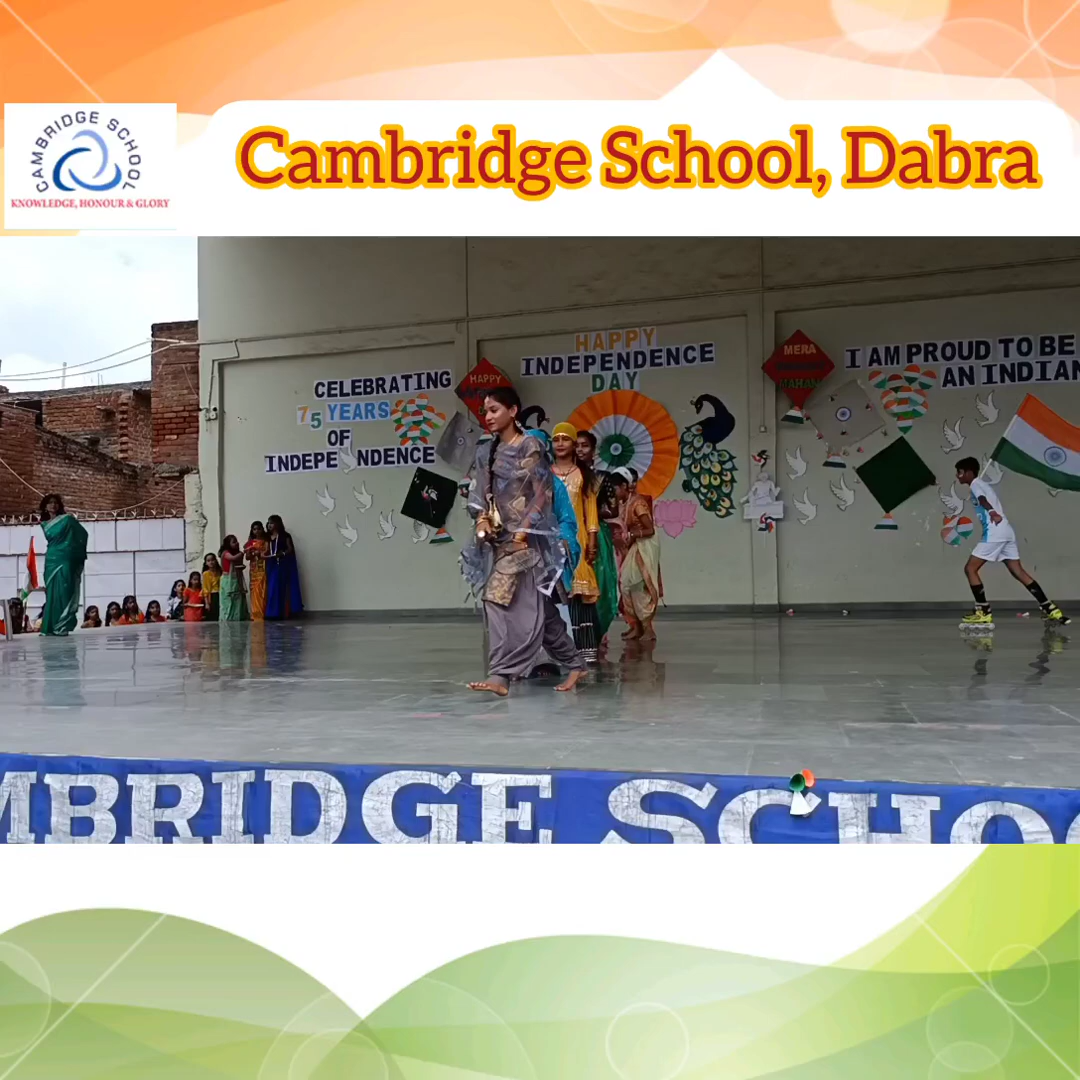 CAMBRIDGE SCHOOL
KNOWLEDGE, HONOUR & GLORY
Cambridge School, Dabra
CELEBRATING
75 YEARS
OF
INDEPENDENCE
HAPPY
HAPPY
INDEPENDENCE
DAY
MERA
MAHAN
I AM PROUD TO BE
AN INDIAN
MBRIDGE SCHOO